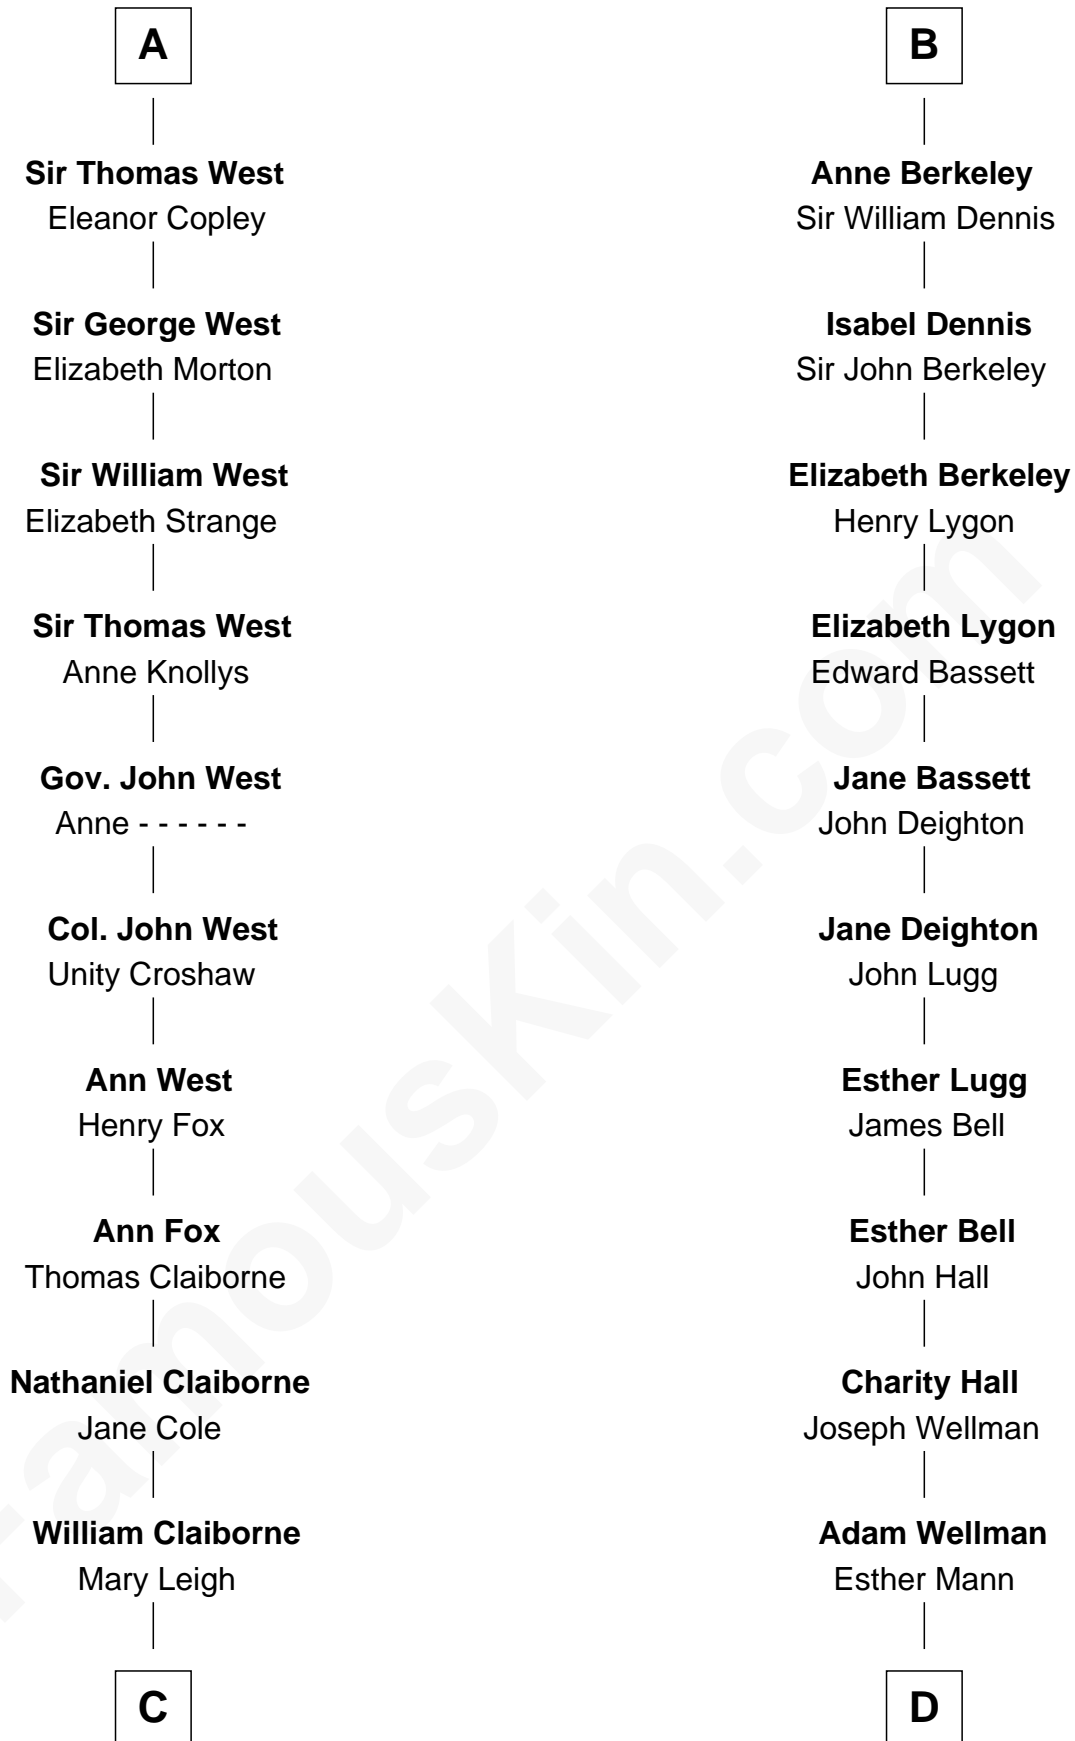 A
Sir Thomas West
Eleanor Copley
Sir George West
Elizabeth Morton
Sir William West
Elizabeth Strange
Sir Thomas West
Anne Knollys
Gov. John West
Anne - - - - - -
Col. John West
Unity Croshaw
Ann West
Henry Fox
Ann Fox
Thomas Claiborne
Nathaniel Claiborne
Jane Cole
William Claiborne
Mary Leigh
C
B
Anne Berkeley
Sir William Dennis
Isabel Dennis
Sir John Berkeley
Elizabeth Berkeley
Henry Lygon
Elizabeth Lygon
Edward Bassett
Jane Bassett
John Deighton
Jane Deighton
John Lugg
Esther Lugg
James Bell
Esther Bell
John Hall
Charity Hall
Joseph Wellman
Adam Wellman
Esther Mann
D
FamousKin.com